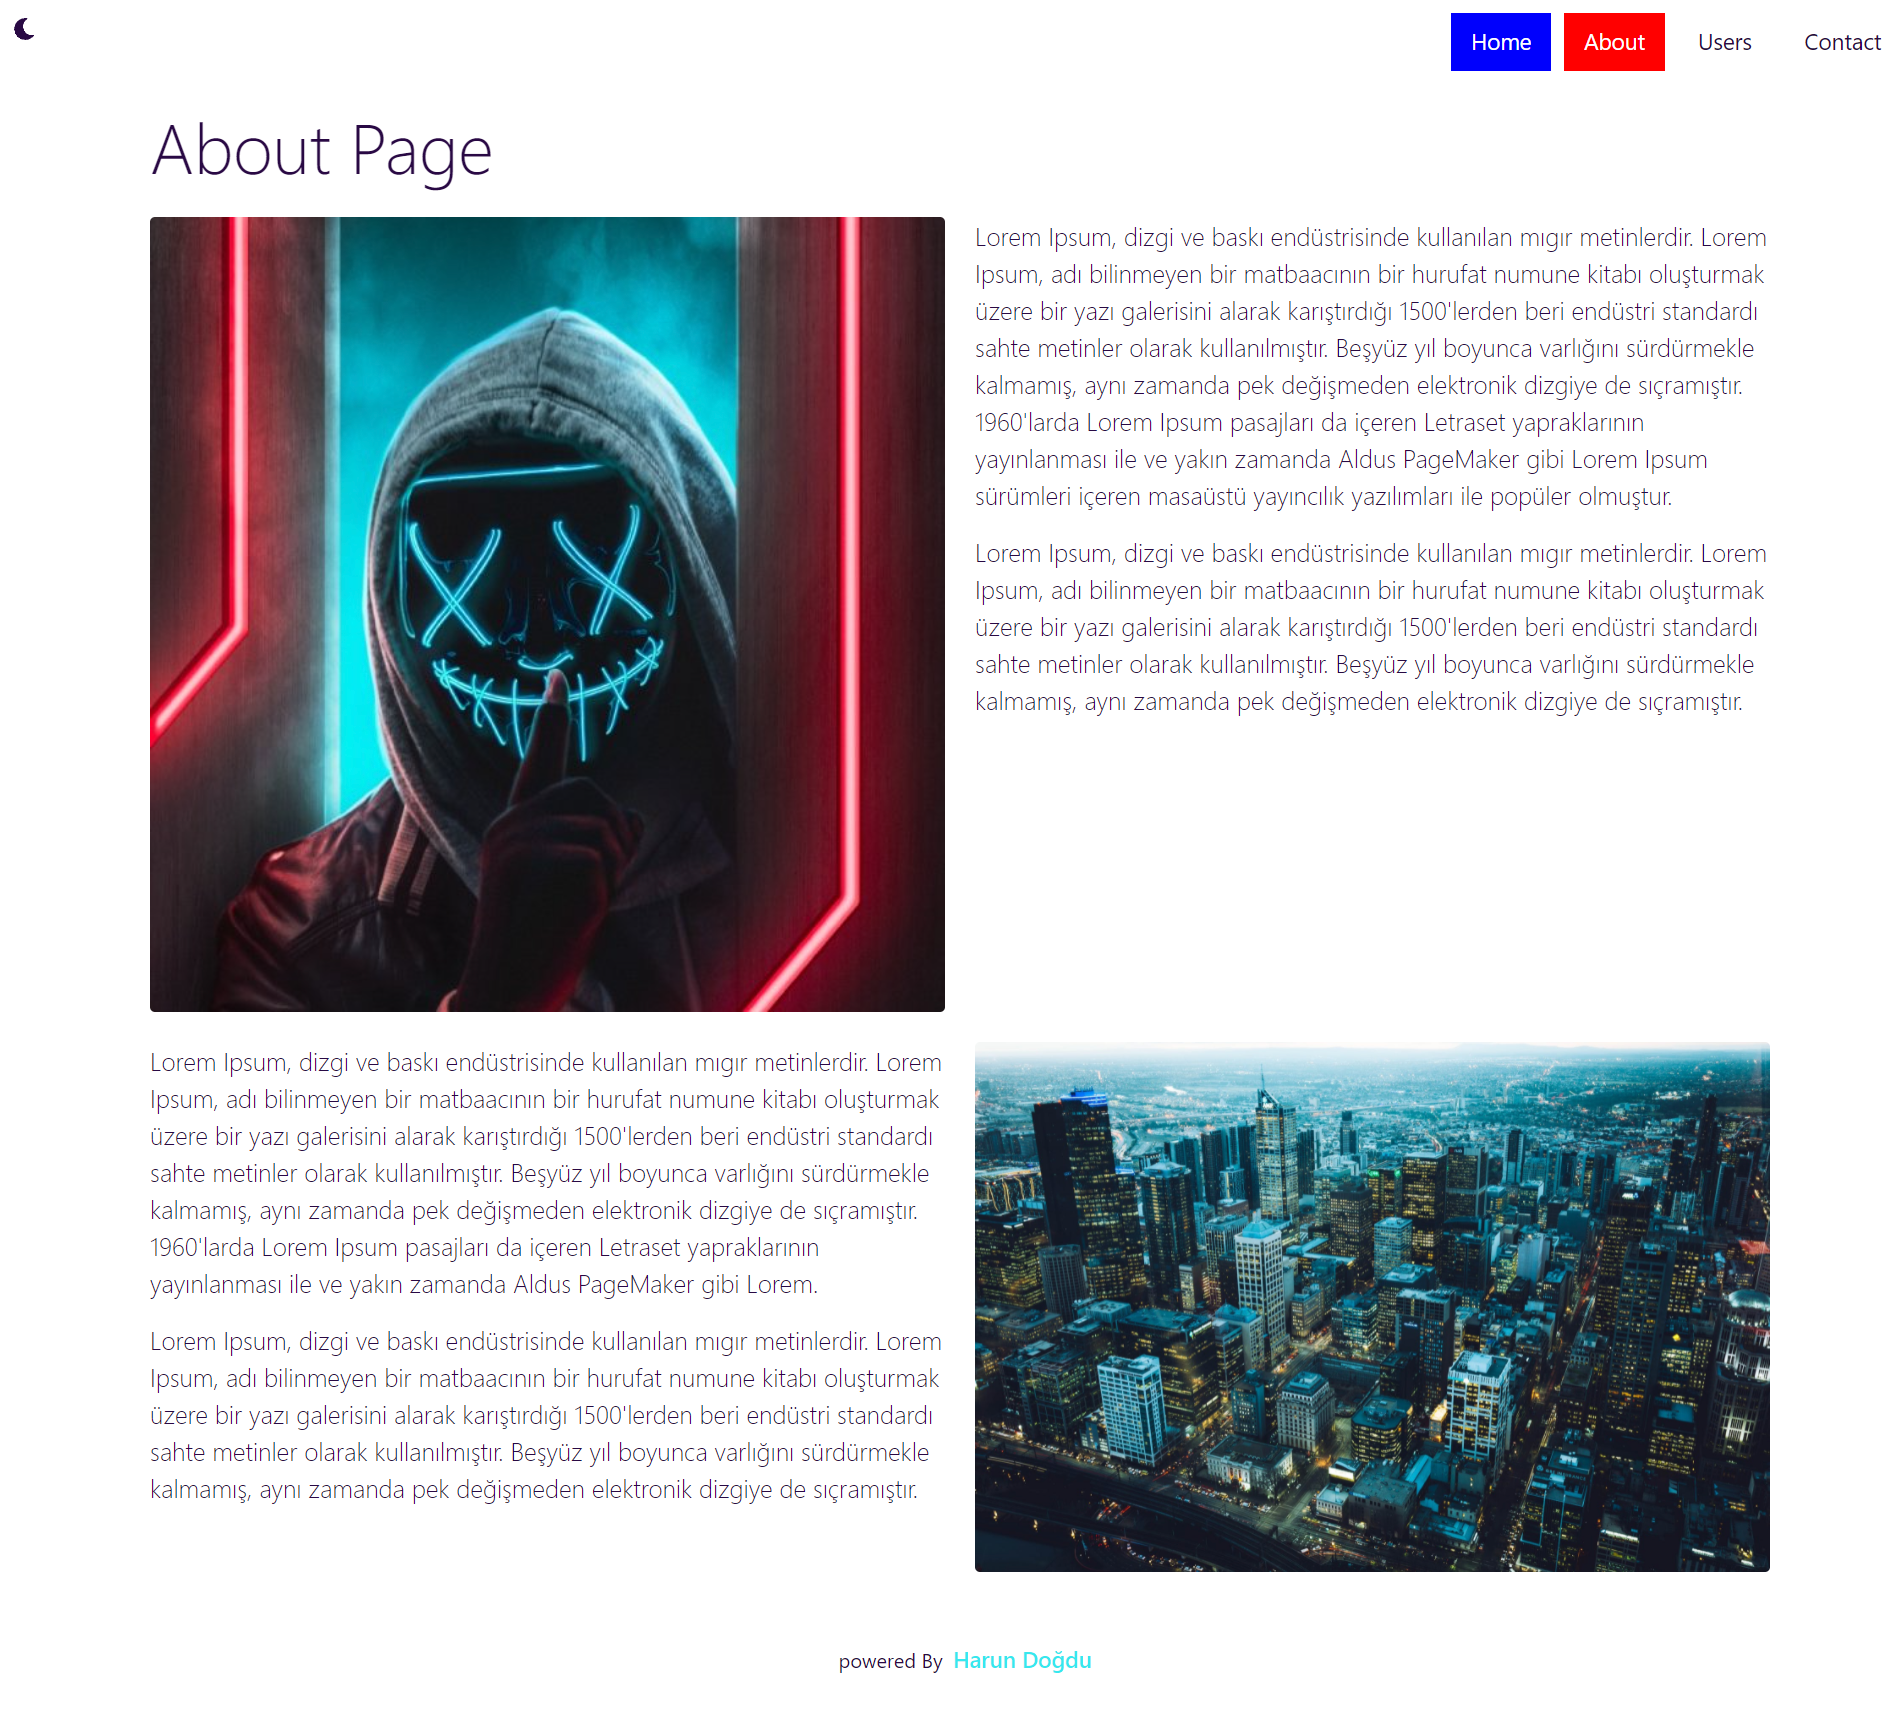 Home About Users Contact
About Page
Lorem Ipsum, dizgi ve baskı endüstrisinde kullanılan mıgır metinlerdir. Lorem
Ipsum, adı bilinmeyen bir matbaacının bir hurufat numune kitabı oluşturmak
üzere bir yazı galerisini alarak karıştırdığı 1500'lerden beri endüstri standardı
sahte metinler olarak kullanılmıştır. Beşyüz yıl boyunca varlığını sürdürmekle
kalmamış, aynı zamanda pek değişmeden elektronik dizgiye de sıçramıştır.
1960'larda Lorem Ipsum pasajları da içeren Letraset yapraklarının
yayınlanması ile ve yakın zamanda Aldus PageMaker gibi Lorem Ipsum
sürümleri içeren masaüstü yayıncılık yazılımları ile popüler olmuştur.
Lorem Ipsum, dizgi ve baskı endüstrisinde kullanılan mıgır metinlerdir. Lorem
Ipsum, adı bilinmeyen bir matbaacının bir hurufat numune kitabı oluşturmak
üzere bir yazı galerisini alarak karıştırdığı 1500'lerden beri endüstri standardı
sahte metinler olarak kullanılmıştır. Beşyüz yıl boyunca varlığını sürdürmekle
kalmamış, aynı zamanda pek değişmeden elektronik dizgiye de sıçramıştır.
Lorem Ipsum, dizgi ve baskı endüstrisinde kullanılan mıgır metinlerdir. Lorem
Ipsum, adı bilinmeyen bir matbaacının bir hurufat numune kitabı oluşturmak
üzere bir yazı galerisini alarak karıştırdığı 1500'lerden beri endüstri standardı
sahte metinler olarak kullanılmıştır. Beşyüz yıl boyunca varlığını sürdürmekle
kalmamış, aynı zamanda pek değişmeden elektronik dizgiye de sıçramıştır.
1960'larda Lorem Ipsum pasajları da içeren Letraset yapraklarının
yayınlanması ile ve yakın zamanda Aldus PageMaker gibi Lorem.
Lorem Ipsum, dizgi ve baskı endüstrisinde kullanılan mıgır metinlerdir. Lorem
Ipsum, adı bilinmeyen bir matbaacının bir hurufat numune kitabı oluşturmak
üzere bir yazı galerisini alarak karıştırdığı 1500'lerden beri endüstri standardı
sahte metinler olarak kullanılmıştır. Beşyüz yıl boyunca varlığını sürdürmekle
kalmamış, aynı zamanda pek değişmeden elektronik dizgiye de sıçramıştır.
powered By Harun Doğdu